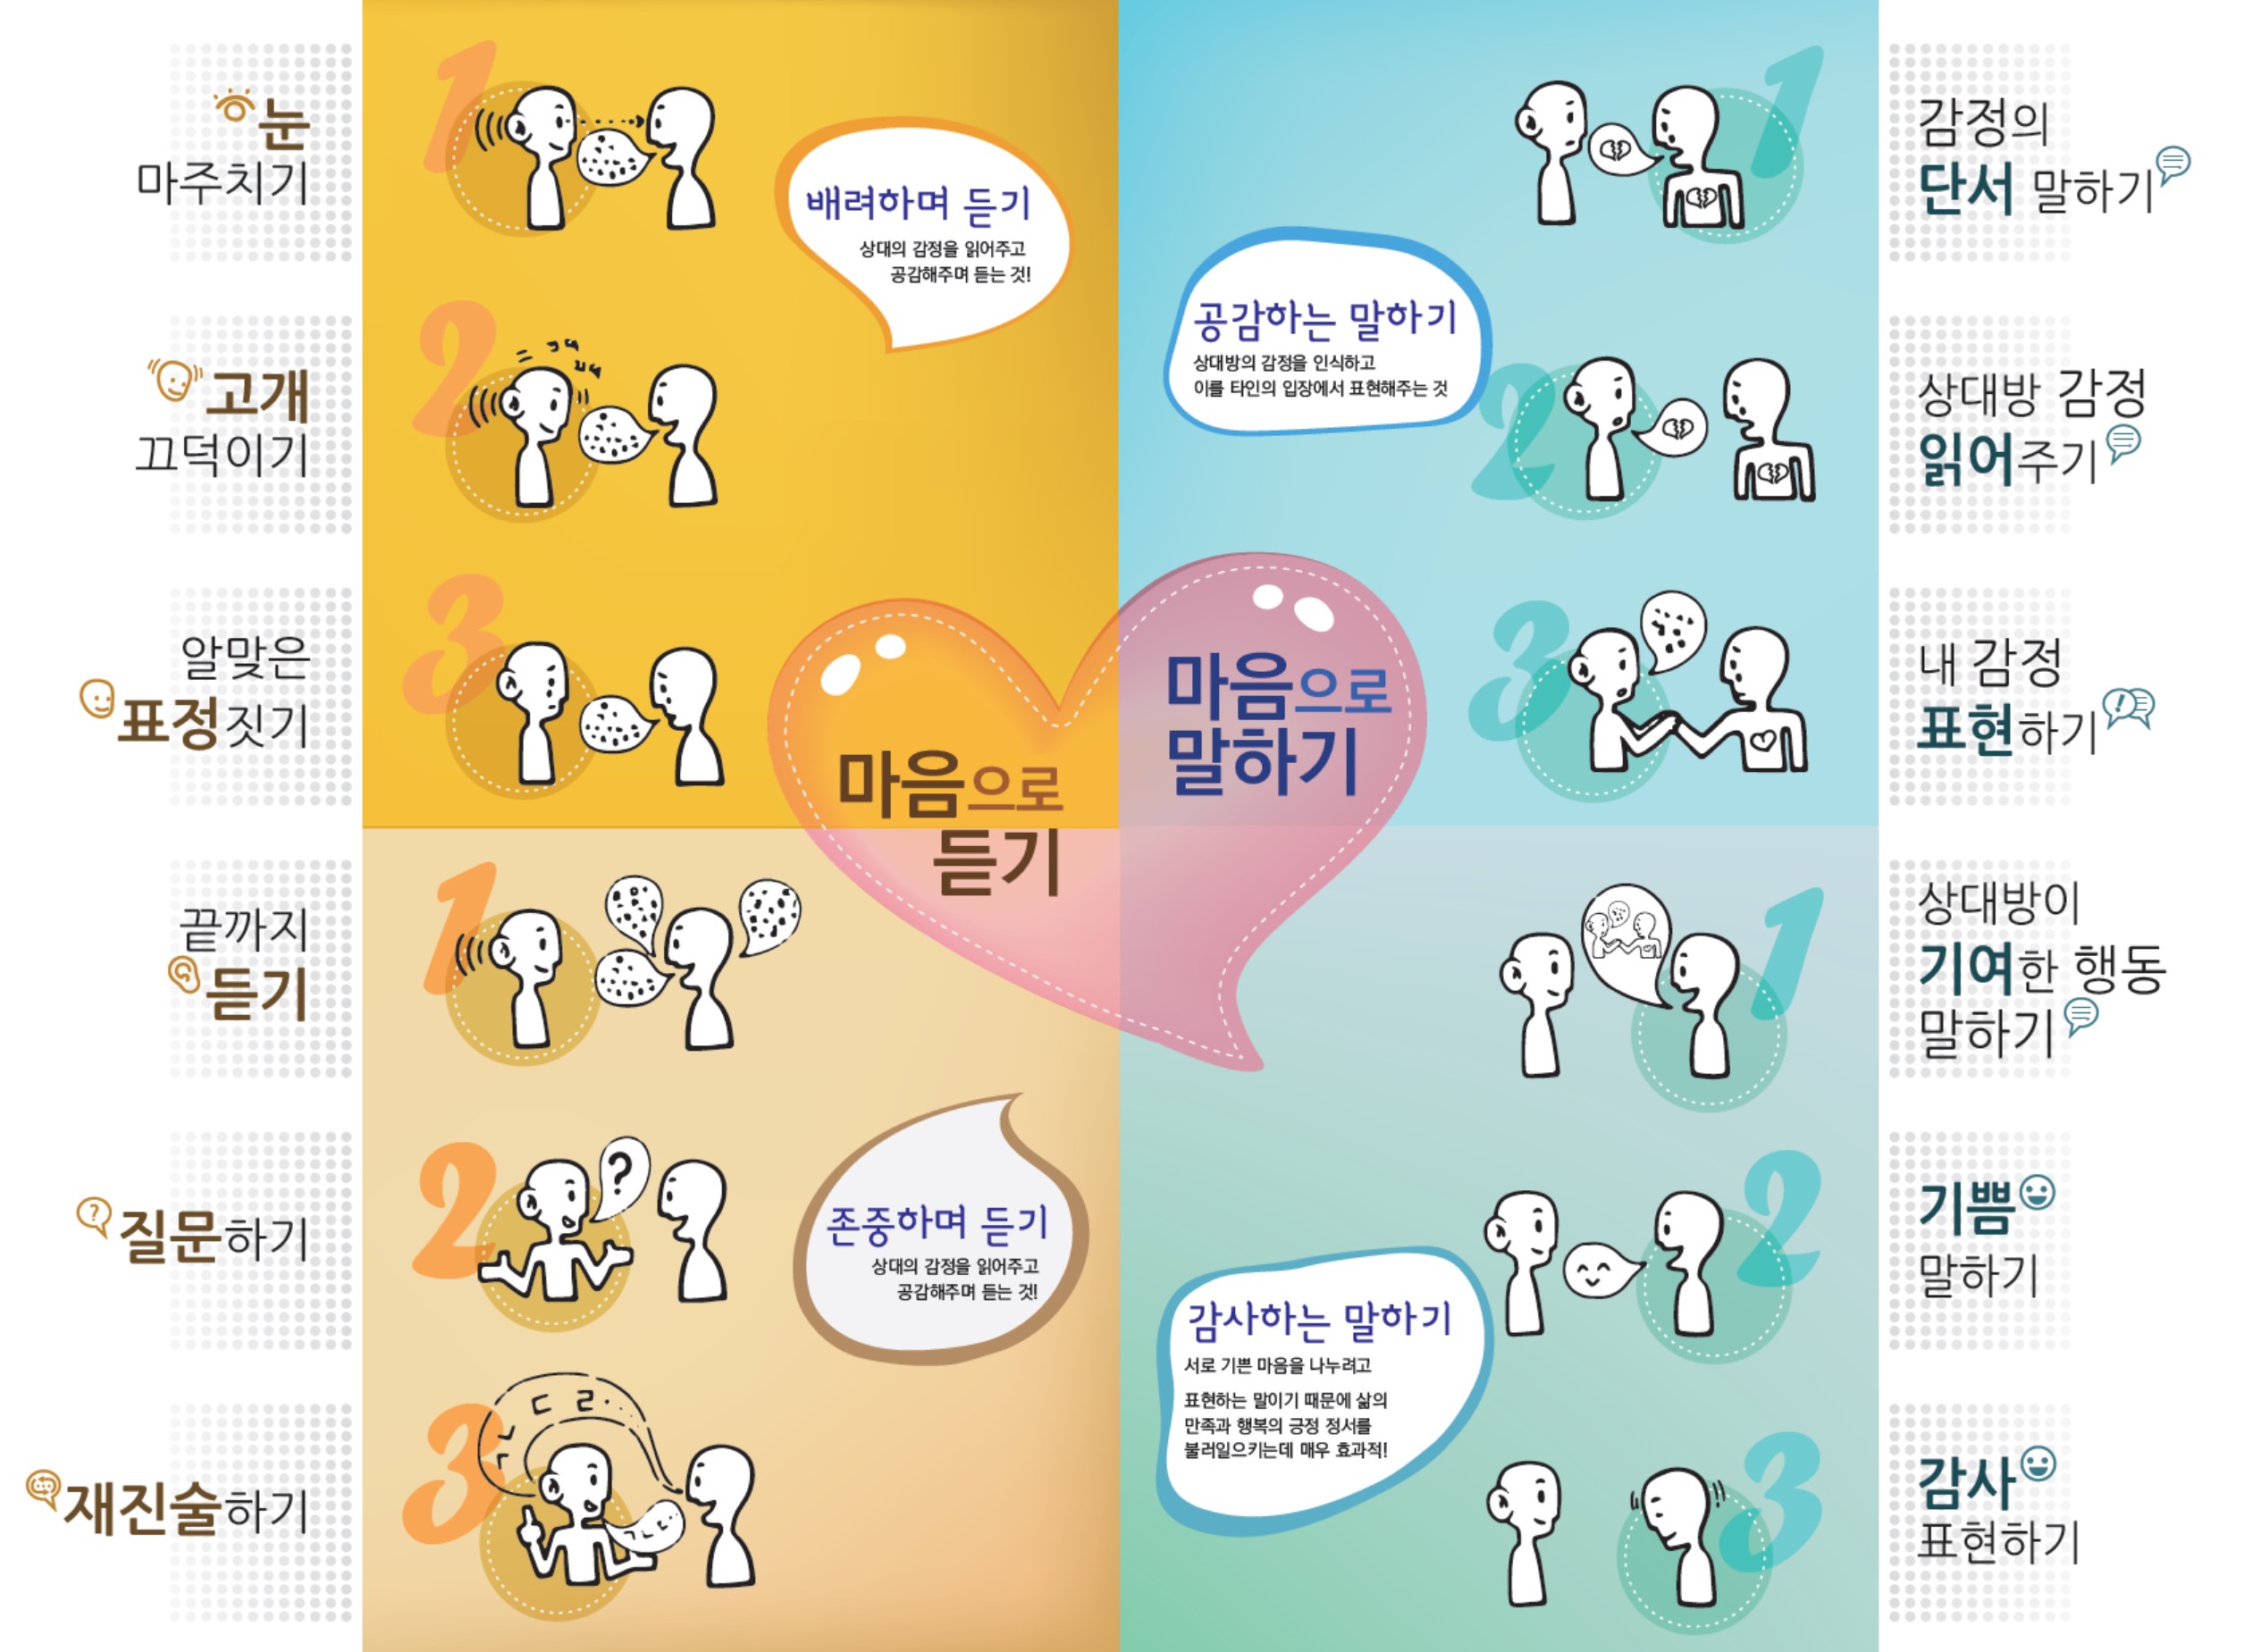 눈
마주치기
고개
끄덕이기
알맞은
표정짓기
끝까지
듣기
질문하기
재진술하기
1
배려하며 듣기
상대의 감정을 읽어주고
공감해주며 듣는 것!
2
끄덕
끄덕
3
마음으로
듣기
1
2
?
존중하며 듣기
상대의 감정을 읽어주고
공감해주며 듣는 것!
3
ㄱ ㄴ ㄷ ㄹ..
ㄱㄴㄷ..
1
공감하는 말하기
상대방의 감정을 인식하고
이를 타인의 입장에서 표현해주는 것
2
3
마음으로
말하기
1
2
감사하는 말하기
서로 기쁜 마음을 나누려고
표현하는 말이기 때문에 삶의
만족과 행복의 긍정 정서를
불러일으키는데 매우 효과적!
3
감정의
단서 말하기
상대방 감정
읽어주기
내 감정
표현하기
상대방이
기여한 행동
말하기
기쁨
말하기
감사
표현하기